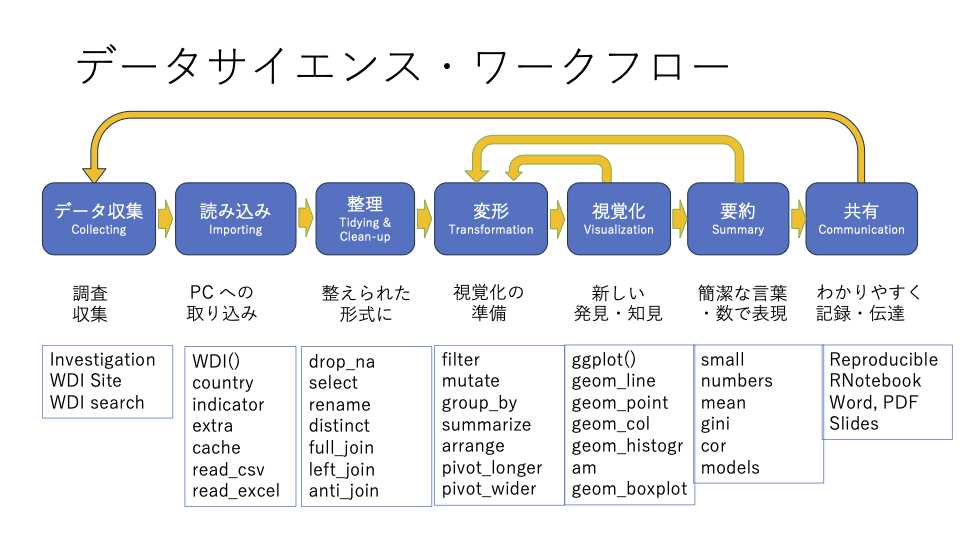 データサイエンス・ワークフロー
データ収集
Collecting
読み込み
Importing
整理
Tidying &
Clean-up
変形
Transformation
視覚化
Visualization
要約
Summary
共有
Communication
調査
収集
PC への
取り込み
整えられた
形式に
視覚化の
準備
新しい
発見・知見
簡潔な言葉
・数で表現
わかりやすく
記録・伝達
Investigation
WDI Site
WDI search
WDI()
country
indicator
extra
cache
read_csv
read_excel
drop_na
select
rename
distinct
full_join
left_join
anti_join
filter
mutate
group_by
summarize
arrange
pivot_longer
pivot_wider
ggplot()
geom_line
geom_point
geom_col
geom_histogr
am
geom_boxplot
small
numbers
mean
gini
cor
models
Reproducible
RNotebook
Word, PDF
Slides